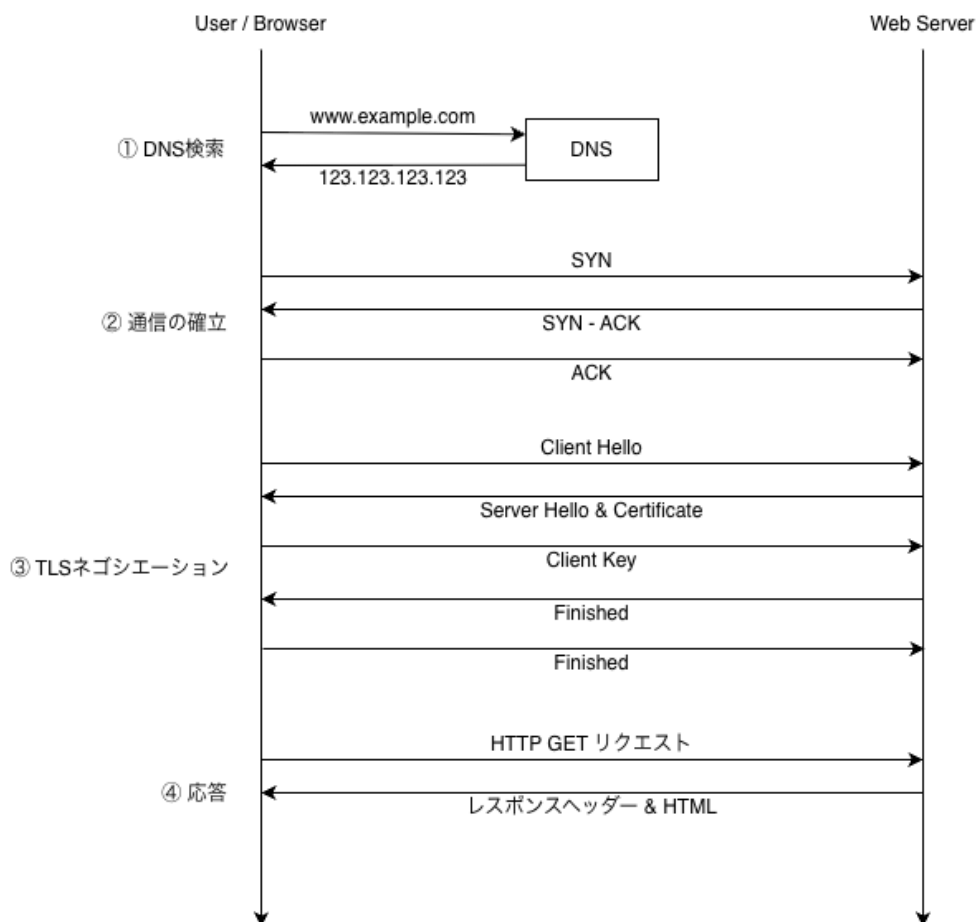 User / Browser
Web Server
www.example.com
① DNS検索
DNS
123.123.123.123
SYN
② 通信の確立
SYN - ACK
ACK
Client Hello
Server Hello & Certificate
③ TLSネゴシエーション
Client Key
Finished
Finished
HTTP GET リクエスト
④ 応答
レスポンスヘッダー & HTML